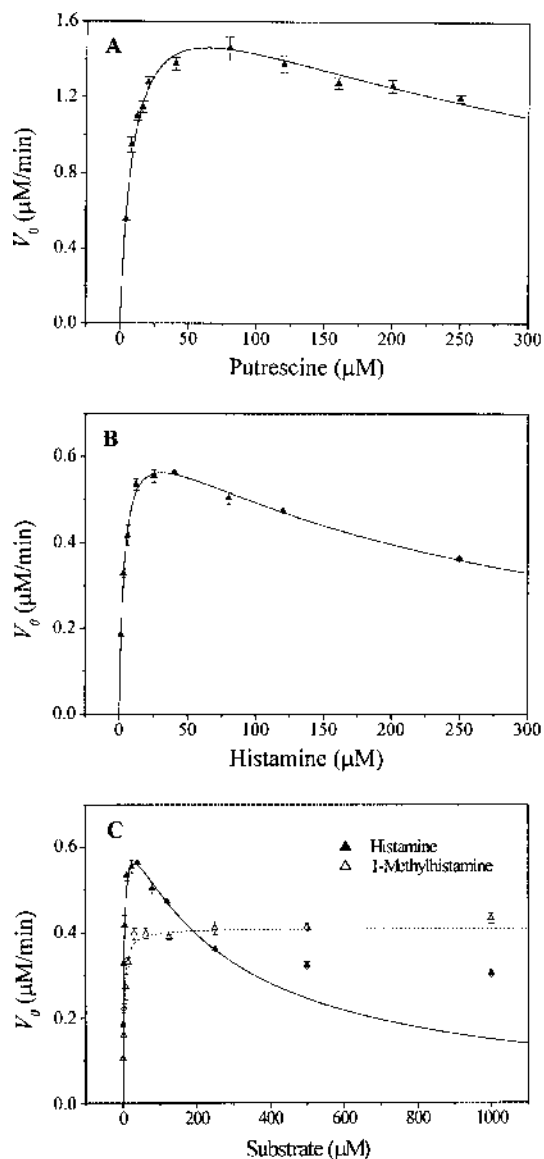 A
1.6
1.2
0.8
0.4
0.0
V₀ (µM/min)
0 50 100 150 200 250 300
Putrescine (µM)
B
0.6
0.4
0.2
0.0
V₀ (µM/min)
0 50 100 150 200 250 300
Histamine (µM)
C
Histamine
1-Methylhistamine
0.6
0.4
0.2
0.0
V₀ (µM/min)
0 200 400 600 800 1000
Substrate (µM)